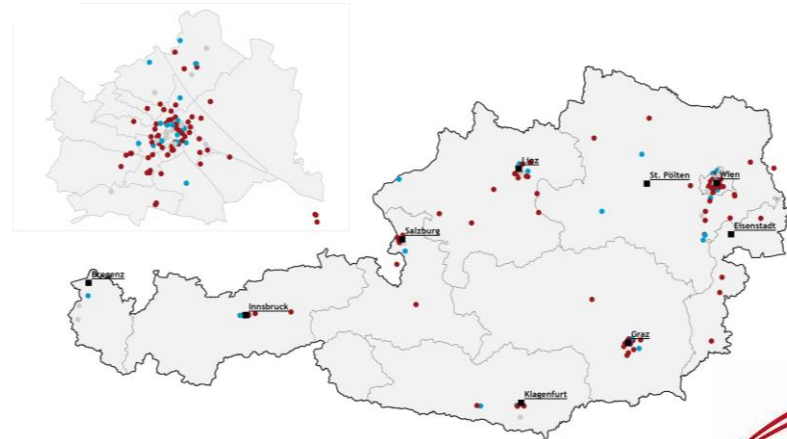 Linz
St. Pölten
Wien
Eisenstadt
Salzburg
Bregenz
Innsbruck
Graz
Klagenfurt